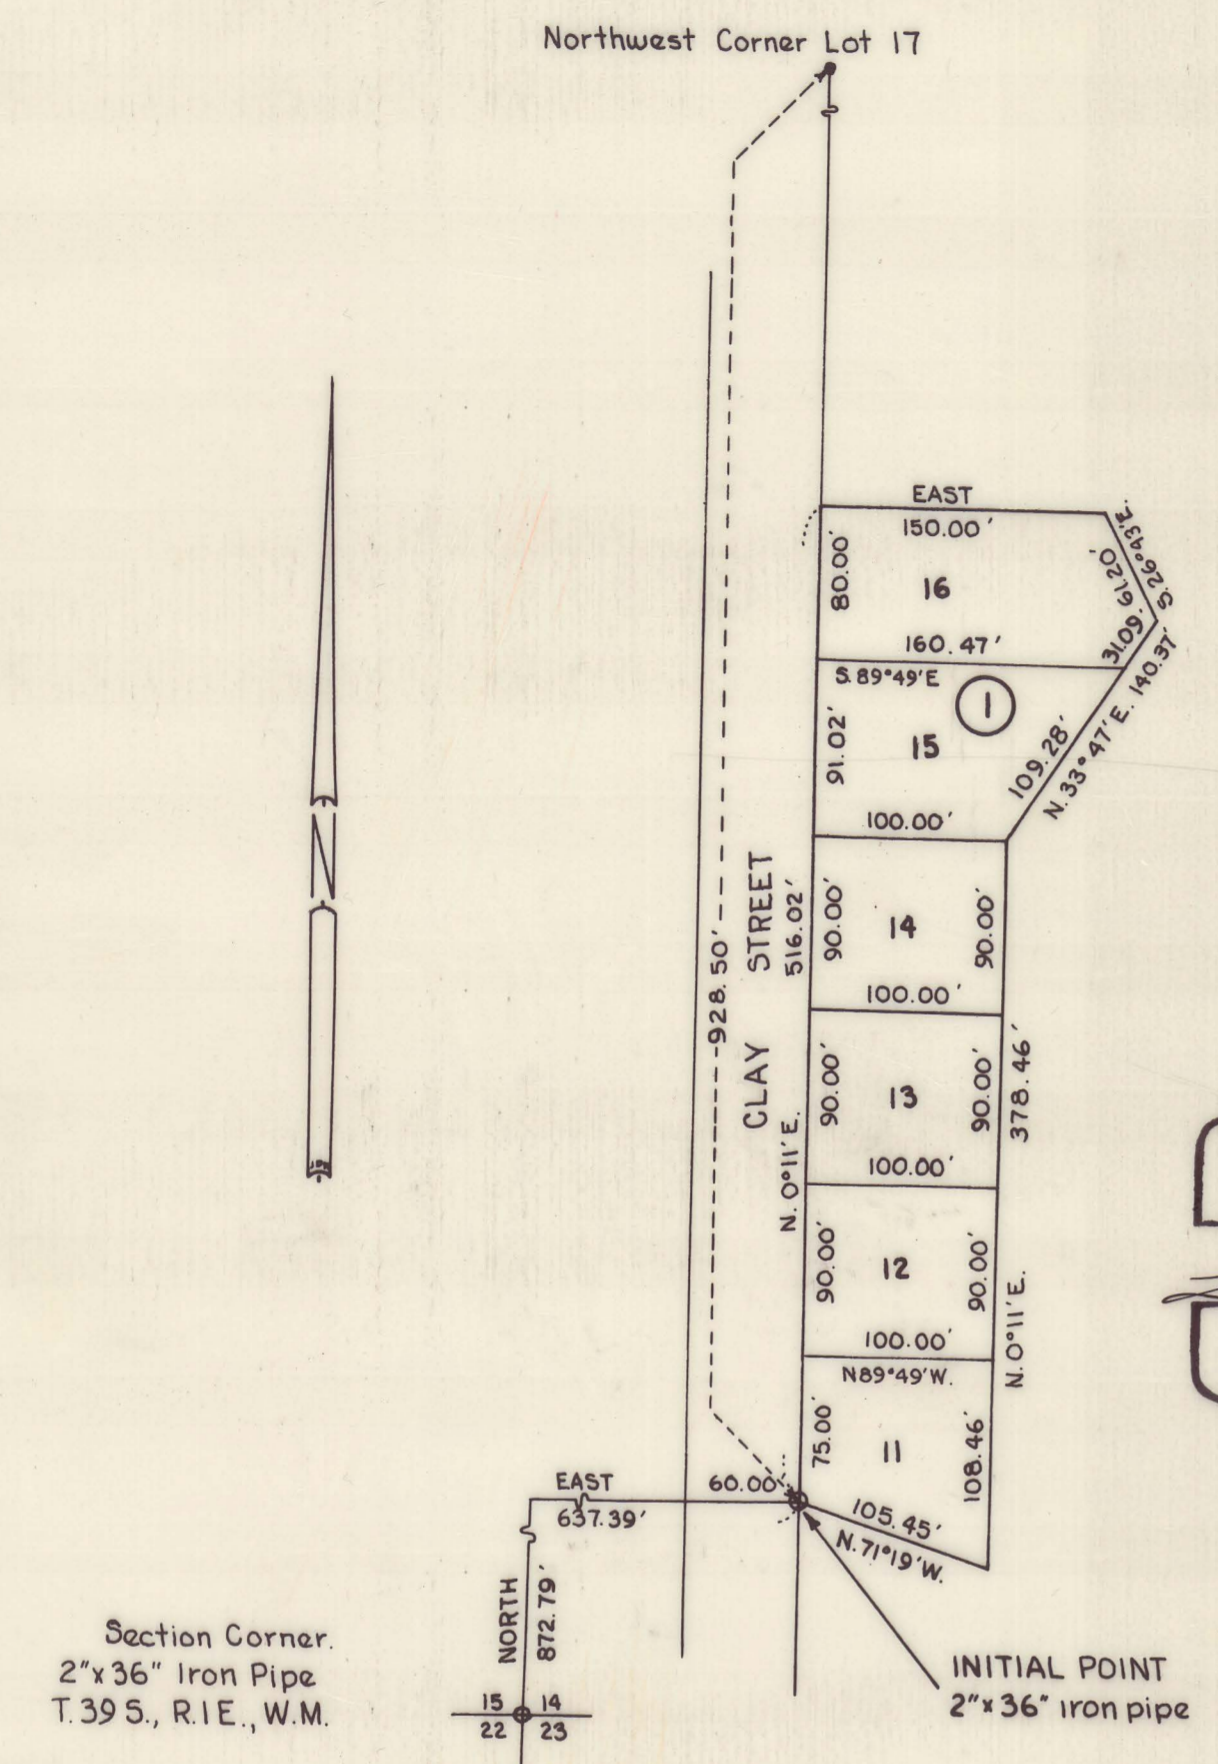 Northwest Corner Lot 17
EAST
150.00'
80.00'
16
61.20'
S. 26°43'E.
31.09'
160.47'
S. 89°49'E
1
91.02'
15
109.28'
N. 33°47'E. 140.37'
100.00'
N
928.50'
CLAY STREET
516.02'
N. 0°11'E.
90.00'
14
90.00'
100.00'
90.00'
13
90.00'
378.46'
100.00'
90.00'
12
90.00'
100.00'
N. 0°11'E.
N89°49'W.
75.00'
11
108.46'
EAST
60.00'
637.39'
105.45'
N. 71°19'W.
NORTH
872.79'
Section Corner.
2"x36" Iron Pipe
T. 39 S., R. 1 E., W.M.
15 14
22 23
INITIAL POINT
2"x36" iron pipe